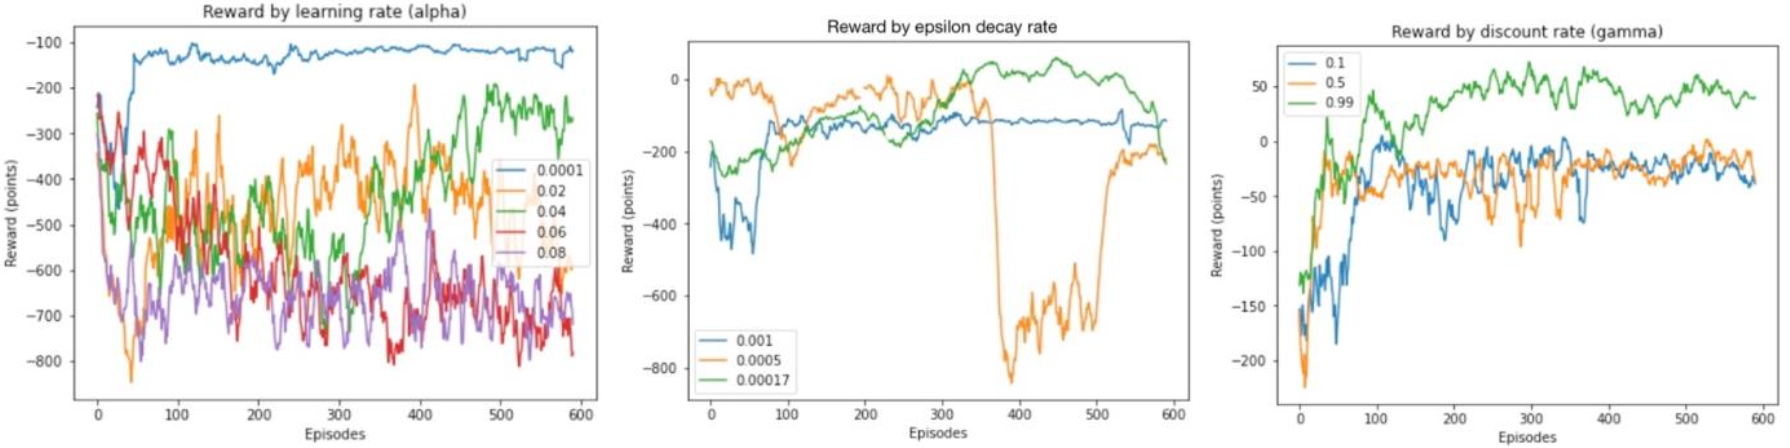 Reward by learning rate (alpha)
−100
−200
−300
−400
−500
−600
−700
−800
Reward (points)
0.0001
0.02
0.04
0.06
0.08
0 100 200 300 400 500 600
Episodes
Reward by epsilon decay rate
0
−200
−400
−600
−800
Reward (points)
0.001
0.0005
0.00017
0 100 200 300 400 500 600
Episodes
Reward by discount rate (gamma)
50
0
−50
−100
−150
−200
Reward (points)
0.1
0.5
0.99
0 100 200 300 400 500 600
Episodes